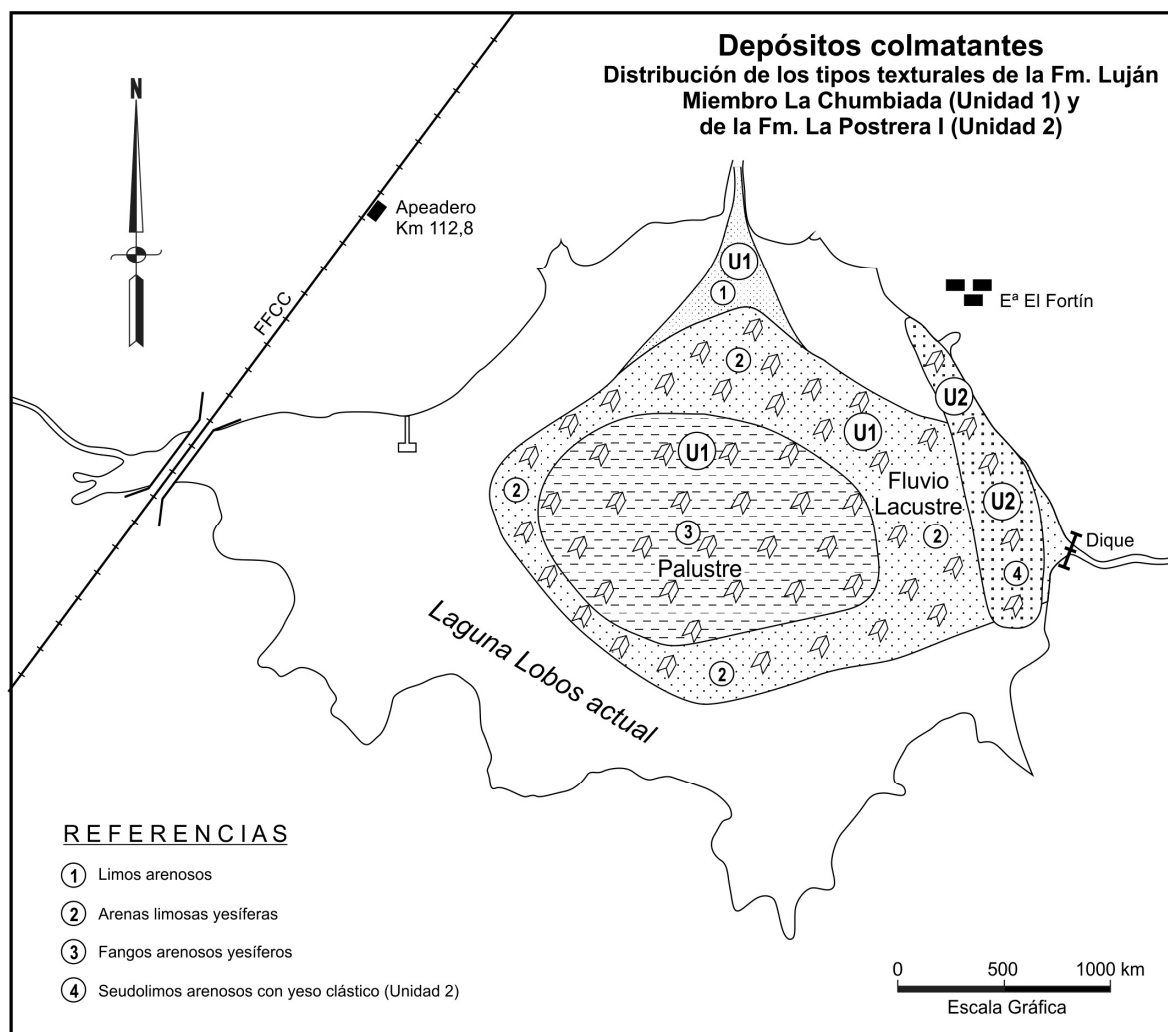 Depósitos colmatantes
Distribución de los tipos texturales de la Fm. Luján
Miembro La Chumbiada (Unidad 1) y
de la Fm. La Postrera I (Unidad 2)
N
Apeadero
Km 112,8
FFCC
U1
1
Eª El Fortín
2
U2
U1
U1
Fluvio
Lacustre
2
U2
2
3
Dique
Palustre
4
2
Laguna Lobos actual
REFERENCIAS
1 Limos arenosos
2 Arenas limosas yesíferas
3 Fangos arenosos yesíferos
4 Seudolimos arenosos con yeso clástico (Unidad 2)
0 500 1000 km
Escala Gráfica